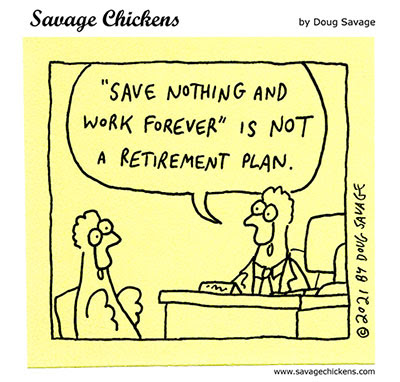 Savage Chickens
by Doug Savage
"SAVE NOTHING AND
WORK FOREVER" IS NOT
A RETIREMENT PLAN.
©2021 BY DOUG SAVAGE
www.savagechickens.com